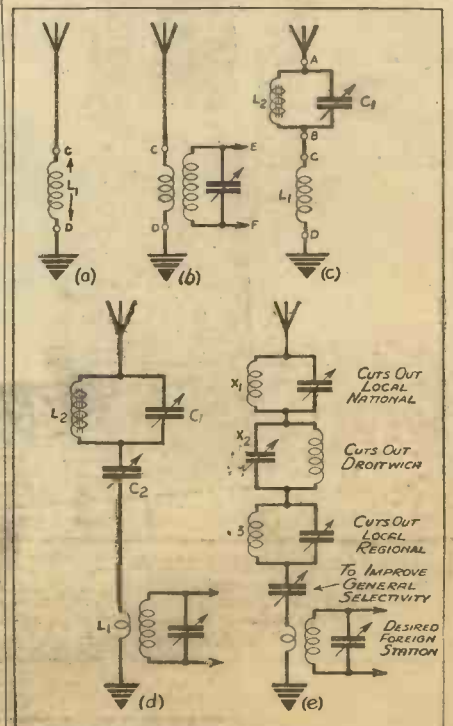 A
C
L1
D
(a)
C
E
D
F
(b)
L2
C1
B
C
L1
D
(c)
L2
C1
C2
L1
(d)
X1
CUTS OUT
LOCAL
NATIONAL
X2
CUTS OUT
DROITWICH
3
CUTS OUT
LOCAL
REGIONAL
TO IMPROVE
GENERAL
SELECTIVITY
DESIRED
FOREIGN
STATION
(e)